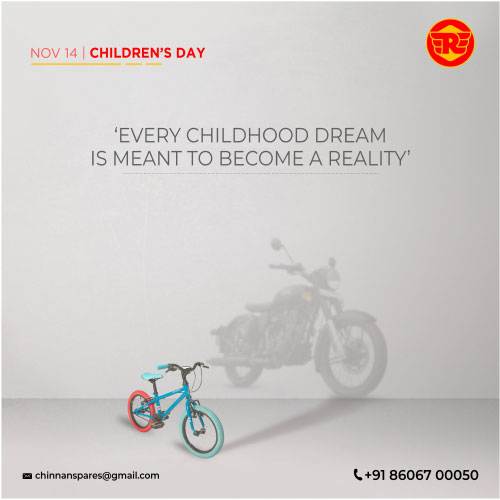 NOV 14 | CHILDREN'S DAY
R
‘EVERY CHILDHOOD DREAM
IS MEANT TO BECOME A REALITY’
chinnanspares@gmail.com
+91 86067 00050